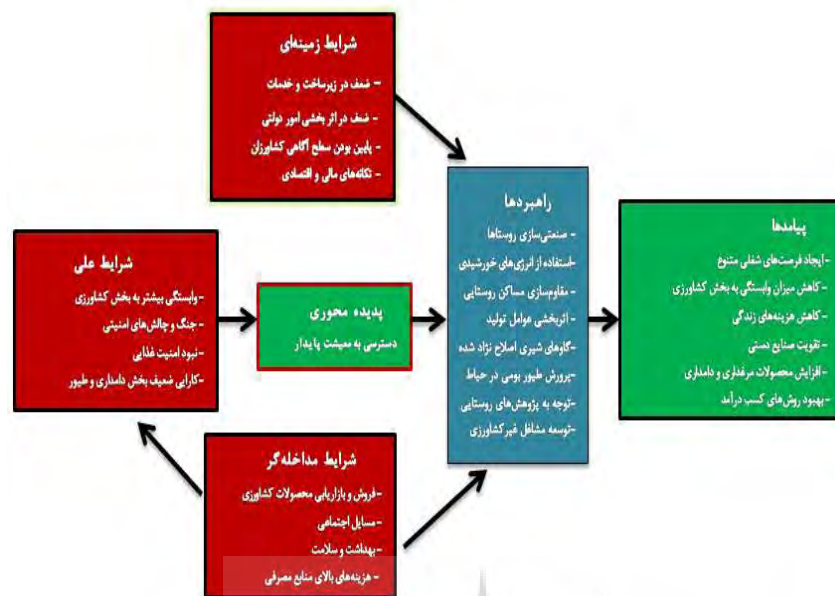 شرایط زمینه‌ای
- ضعف در زیرساخت و خدمات
- ضعف در اثر بخشی امور دولتی
- پایین بودن سطح آگاهی کشاورزان
- تکانه‌های مالی و اقتصادی
شرایط علی
- وابستگی بیشتر به بخش کشاورزی
- جنگ و چالش‌های امنیتی
- نبود امنیت غذایی
- کارایی ضعیف بخش دامداری و طیور
پدیده محوری
دسترسی به معیشت پایدار
شرایط مداخله‌گر
- فروش و بازاریابی محصولات کشاورزی
- مسایل اجتماعی
- بهداشت و سلامت
- هزینه‌های بالای منابع مصرفی
راهبردها
- صنعتی‌سازی روستاها
- استفاده از انرژی‌های خورشیدی
- مقاوم‌سازی مساکن روستایی
- اثربخشی عوامل تولید
- گاوهای شیری اصلاح نژاد شده
- پرورش طیور بومی در حیاط
- توجه به پژوهش‌های روستایی
- توسعه مشاغل غیرکشاورزی
پیامدها
- ایجاد فرصت‌های شغلی متنوع
- کاهش میزان وابستگی به بخش کشاورزی
- کاهش هزینه‌های زندگی
- تقویت صنایع دستی
- افزایش محصولات مرغداری و دامداری
- بهبود روش‌های کسب درآمد